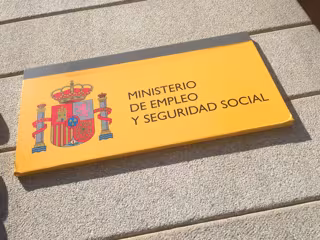 MINISTERIO
DE EMPLEO
Y SEGURIDAD SOCIAL